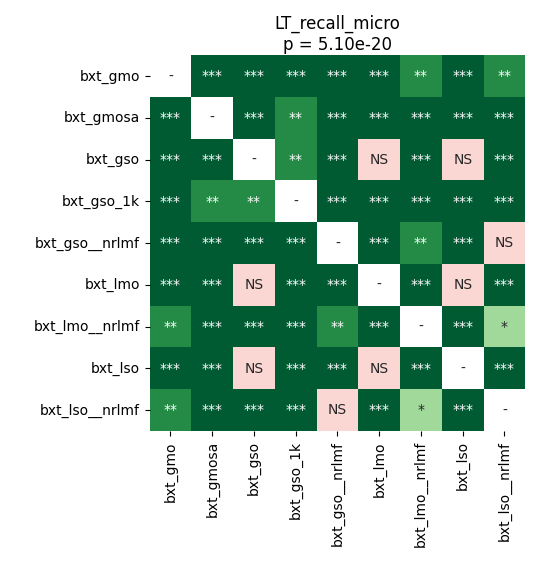 LT_recall_micro
p = 5.10e-20
bxt_gmo - *** *** *** *** *** ** *** **
bxt_gmosa *** - *** ** *** *** *** *** ***
bxt_gso *** *** - ** *** NS *** NS ***
bxt_gso_1k *** ** ** - *** *** *** *** ***
bxt_gso__nrlmf *** *** *** *** - *** ** *** NS
bxt_lmo *** *** NS *** *** - *** NS ***
bxt_lmo__nrlmf ** *** *** *** ** *** - *** *
bxt_lso *** *** NS *** *** NS *** - ***
bxt_lso__nrlmf ** *** *** *** NS *** * *** -
bxt_gmo
bxt_gmosa
bxt_gso
bxt_gso_1k
bxt_gso__nrlmf
bxt_lmo
bxt_lmo__nrlmf
bxt_lso
bxt_lso__nrlmf